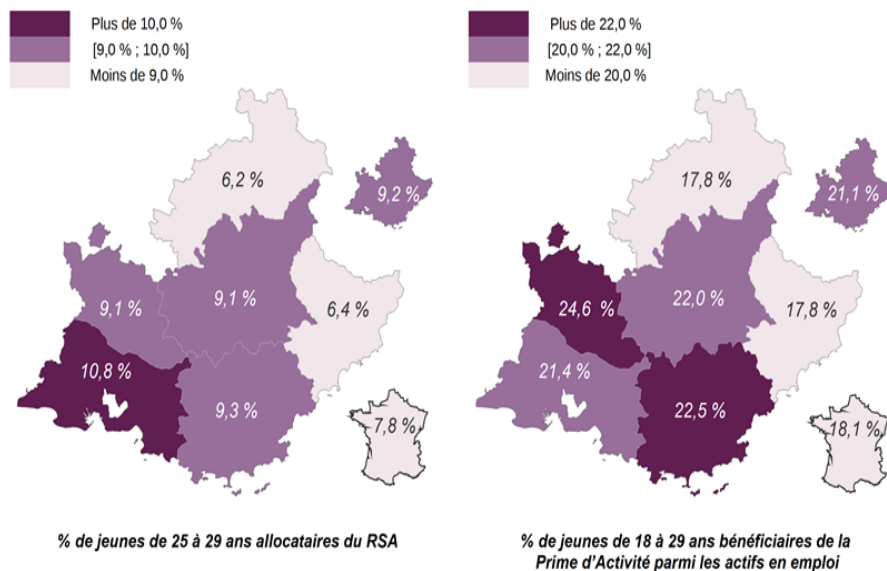 Plus de 10,0 %
[9,0 % ; 10,0 %]
Moins de 9,0 %
6,2 %
9,2 %
9,1 %
9,1 %
6,4 %
10,8 %
9,3 %
7,8 %
% de jeunes de 25 à 29 ans allocataires du RSA
Plus de 22,0 %
[20,0 % ; 22,0 %]
Moins de 20,0 %
17,8 %
21,1 %
24,6 %
22,0 %
17,8 %
21,4 %
22,5 %
18,1 %
% de jeunes de 18 à 29 ans bénéficiaires de la
Prime d'Activité parmi les actifs en emploi